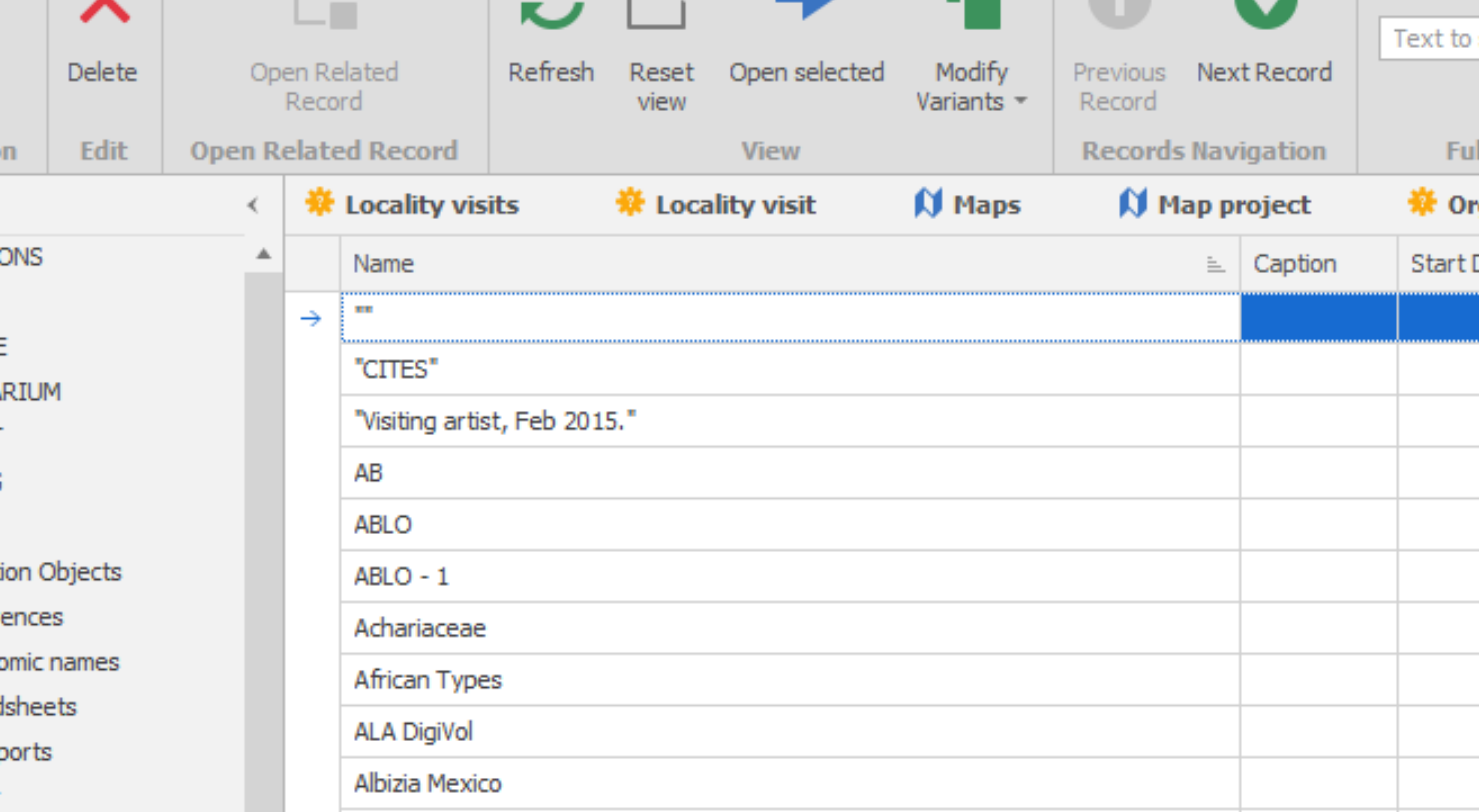 Delete
Open Related
Record
Refresh
Reset
view
Open selected
Modify
Variants
Previous
Record
Next Record
Text to
Edit
Open Related Record
View
Records Navigation
Locality visits
Locality visit
Maps
Map project
Name
Caption
Start
""
"CITES"
"Visiting artist, Feb 2015."
AB
ABLO
ABLO - 1
Achariaceae
African Types
ALA DigiVol
Albizia Mexico
ONS
E
ARIUM
ion Objects
ences
omic names
dsheets
ports